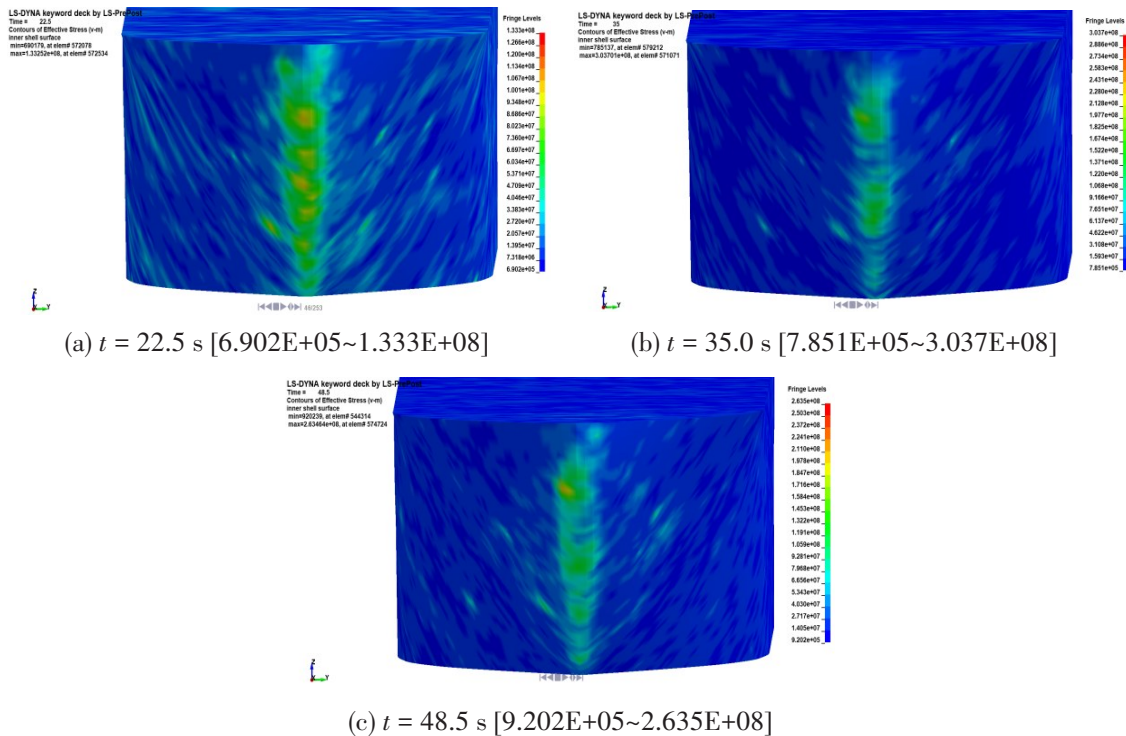 LS-DYNA keyword deck by LS-PrePost
Time = 22.5
Contours of Effective Stress (v-m)
inner shell surface
min=690179, at elem# 572078
max=1.33252e+08, at elem# 572534
Fringe Levels
1.333e+08
1.266e+08
1.200e+08
1.134e+08
1.067e+08
1.001e+08
9.348e+07
8.686e+07
8.023e+07
7.360e+07
6.697e+07
6.034e+07
5.371e+07
4.709e+07
4.046e+07
3.383e+07
2.720e+07
2.057e+07
1.395e+07
7.318e+06
6.902e+05
Z
X Y
46/253
(a) t = 22.5 s [6.902E+05~1.333E+08]
LS-DYNA keyword deck by LS-PrePost
Time = 35
Contours of Effective Stress (v-m)
inner shell surface
min=785137, at elem# 579212
max=3.03701e+08, at elem# 571071
Fringe Levels
3.037e+08
2.886e+08
2.734e+08
2.583e+08
2.431e+08
2.280e+08
2.128e+08
1.977e+08
1.825e+08
1.674e+08
1.522e+08
1.371e+08
1.220e+08
1.068e+08
9.166e+07
7.651e+07
6.137e+07
4.622e+07
3.108e+07
1.593e+07
7.851e+05
Z
X Y
(b) t = 35.0 s [7.851E+05~3.037E+08]
LS-DYNA keyword deck by LS-PrePost
Time = 48.5
Contours of Effective Stress (v-m)
inner shell surface
min=920239, at elem# 544314
max=2.63464e+08, at elem# 574724
Fringe Levels
2.635e+08
2.503e+08
2.372e+08
2.241e+08
2.110e+08
1.978e+08
1.847e+08
1.716e+08
1.584e+08
1.453e+08
1.322e+08
1.191e+08
1.059e+08
9.281e+07
7.968e+07
6.656e+07
5.343e+07
4.030e+07
2.717e+07
1.405e+07
9.202e+05
Z
X Y
(c) t = 48.5 s [9.202E+05~2.635E+08]